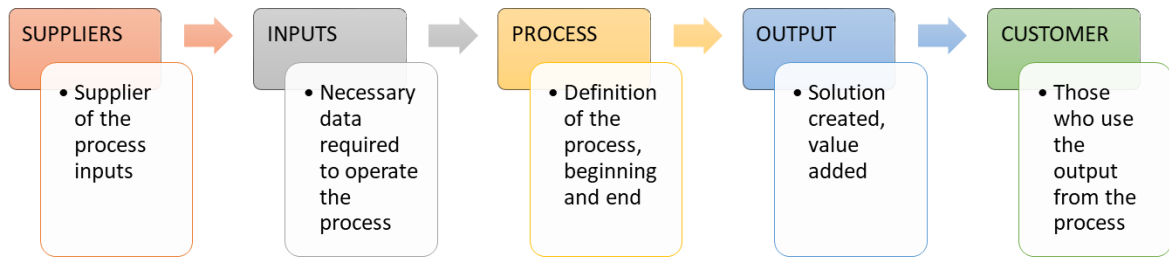 SUPPLIERS
• Supplier
of the
process
inputs
INPUTS
• Necessary
data
required
to operate
the
process
PROCESS
• Definition
of the
process,
beginning
and end
OUTPUT
• Solution
created,
value
added
CUSTOMER
• Those
who use
the
output
from the
process